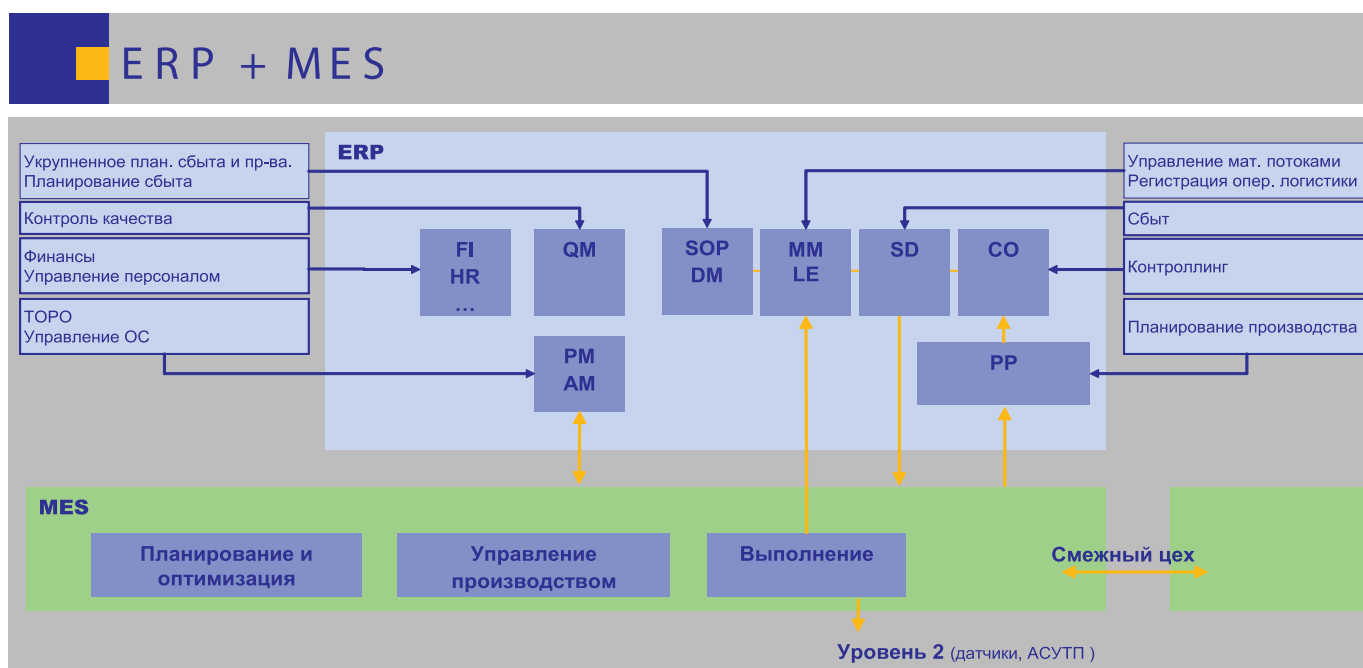 ERP + MES
Укрупненное план. сбыта и пр-ва.
Планирование сбыта
Контроль качества
Финансы
Управление персоналом
ТОРО
Управление ОС
ERP
FI
HR
...
QM
SOP
DM
MM
LE
SD
CO
PM
AM
PP
Управление мат. потоками
Регистрация опер. логистики
Сбыт
Контроллинг
Планирование производства
MES
Планирование и
оптимизация
Управление
производством
Выполнение
Смежный цех
Уровень 2 (датчики, АСУТП )